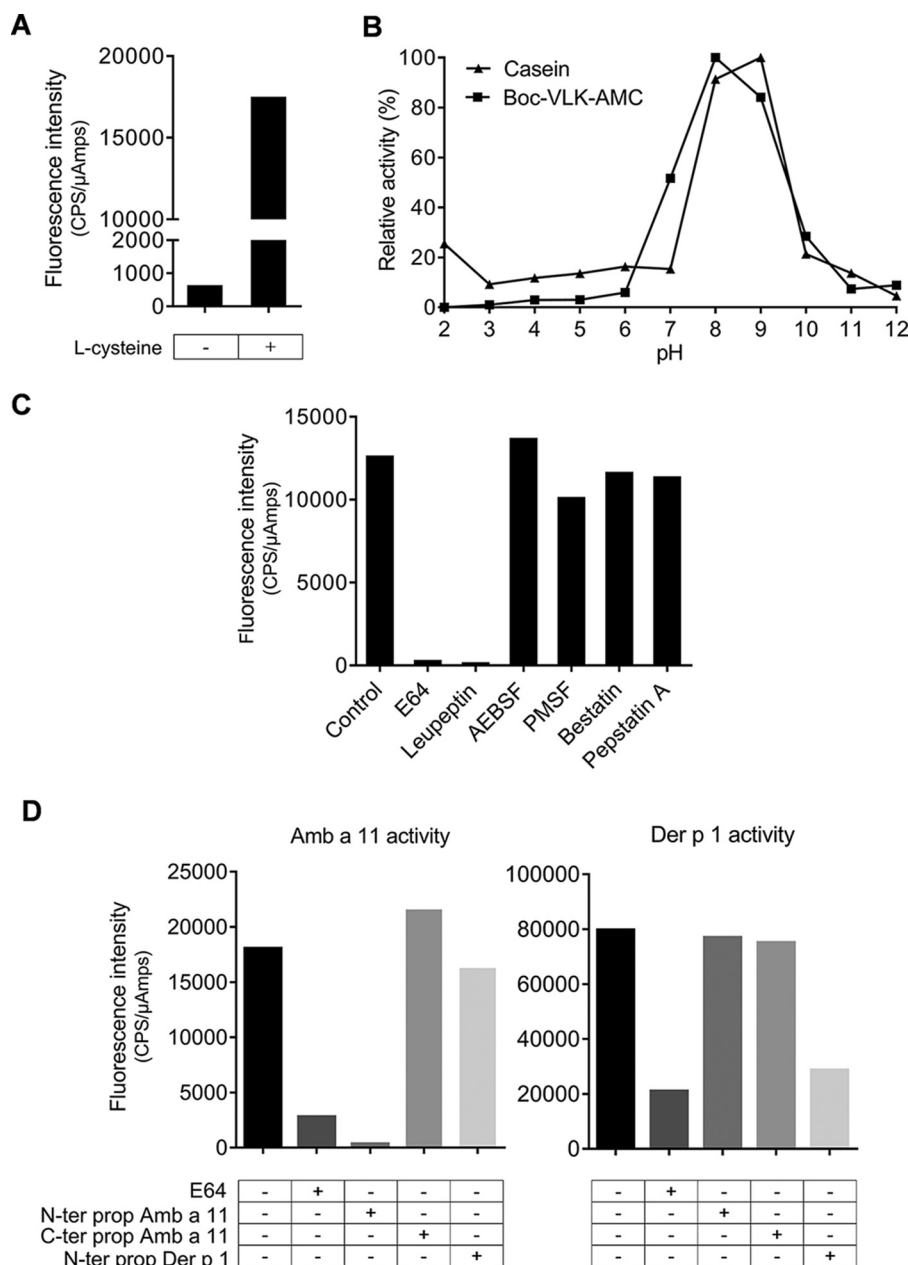 A
Fluorescence intensity
(CPS/µAmps)
20000
15000
10000
2000
1000
0
L-cysteine - +
B
Relative activity (%)
100
80
60
40
20
0
Casein
Boc-VLK-AMC
2 3 4 5 6 7 8 9 10 11 12
pH
C
Fluorescence intensity
(CPS/µAmps)
15000
10000
5000
0
Control
E64
Leupeptin
AEBSF
PMSF
Bestatin
Pepstatin A
D
Amb a 11 activity
Fluorescence intensity
(CPS/µAmps)
25000
20000
15000
10000
5000
0
Der p 1 activity
100000
80000
60000
40000
20000
0
E64 - + - - - - + - - -
N-ter prop Amb a 11 - - + - - - - + - -
C-ter prop Amb a 11 - - - + - - - - + -
N-ter prop Der p 1 - - - - + - - - - +